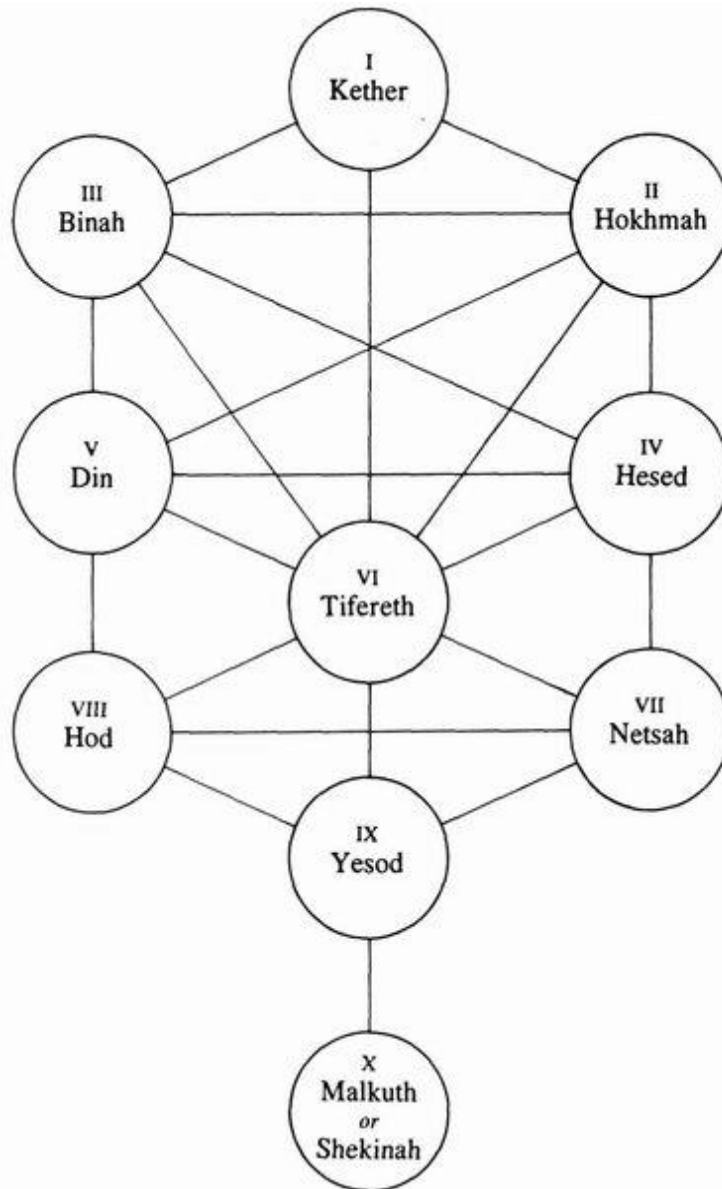 I
Kether
III
Binah
II
Hokhmah
V
Din
IV
Hesed
VI
Tifereth
VIII
Hod
VII
Netsah
IX
Yesod
X
Malkuth
or
Shekinah